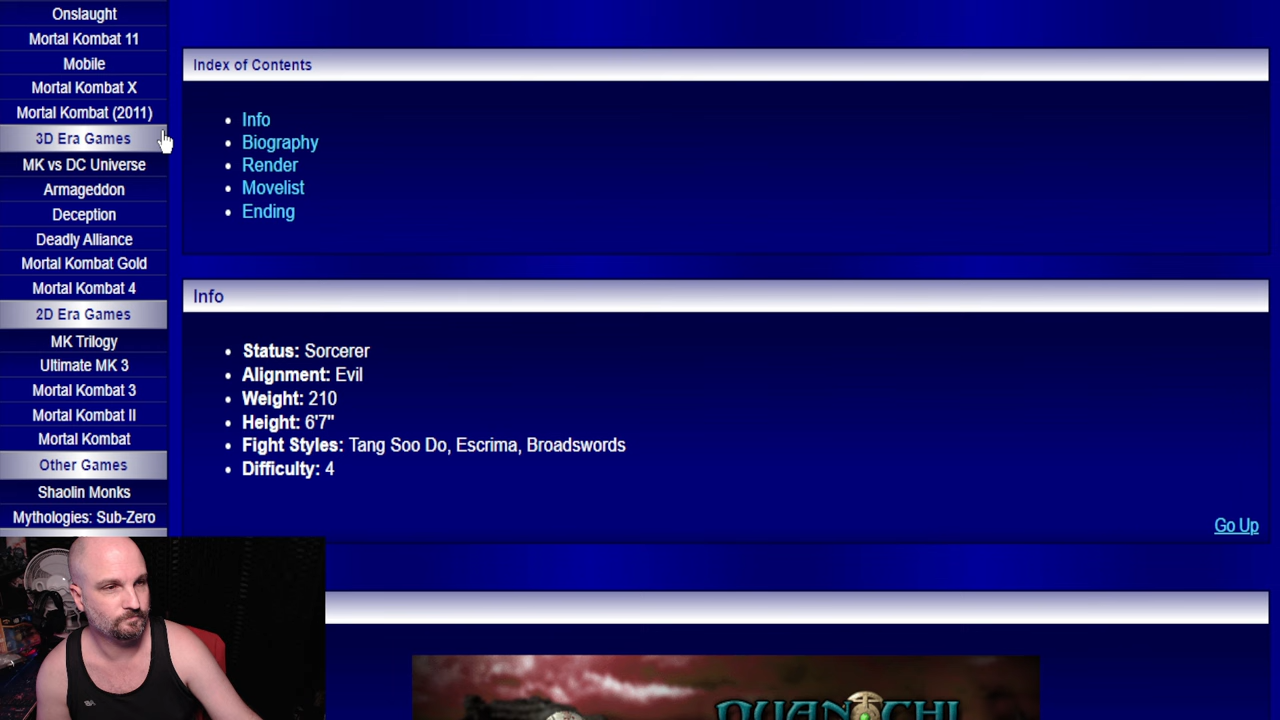 Onslaught
Mortal Kombat 11
Mobile
Mortal Kombat X
Mortal Kombat (2011)
3D Era Games
MK vs DC Universe
Armageddon
Deception
Deadly Alliance
Mortal Kombat Gold
Mortal Kombat 4
2D Era Games
MK Trilogy
Ultimate MK 3
Mortal Kombat 3
Mortal Kombat II
Mortal Kombat
Other Games
Shaolin Monks
Mythologies: Sub-Zero
Index of Contents
Info
Biography
Render
Movelist
Ending
Info
Status: Sorcerer
Alignment: Evil
Weight: 210
Height: 6'7"
Fight Styles: Tang Soo Do, Escrima, Broadswords
Difficulty: 4
Go Up
QUAN CHI